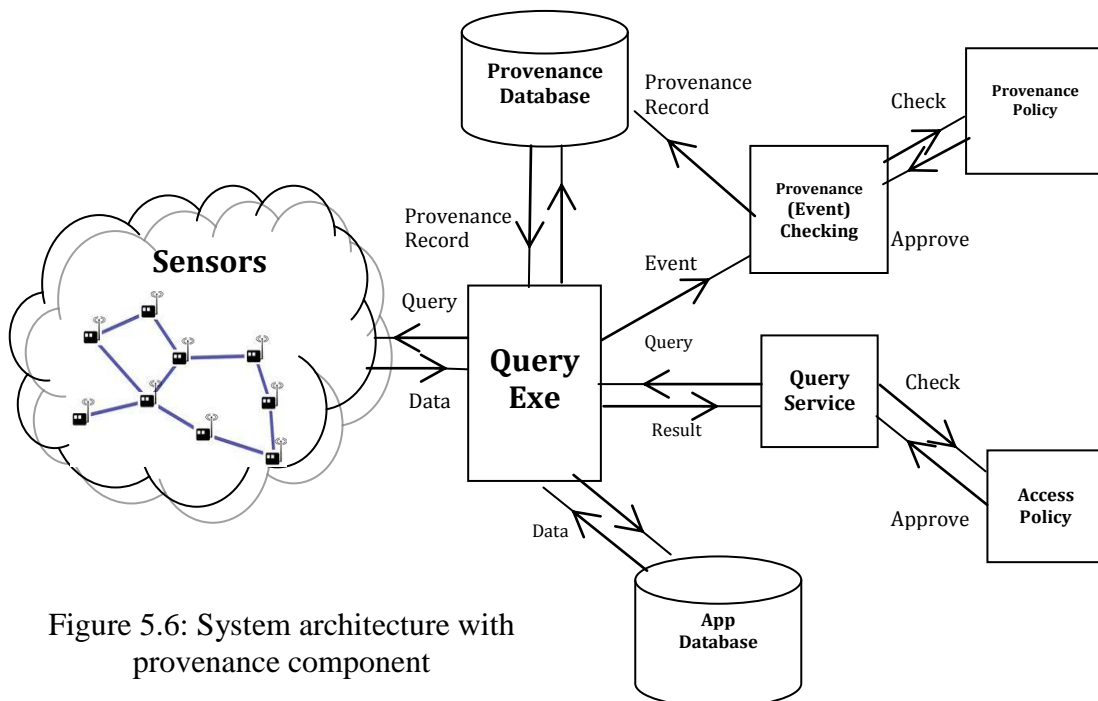 Provenance
Database
Provenance
Record
Check
Provenance
Policy
Provenance
(Event)
Checking
Approve
Provenance
Record
Sensors
Event
Query
Data
Query
Exe
Query
Result
Query
Service
Check
Approve
Access
Policy
Data
App
Database
Figure 5.6: System architecture with
provenance component